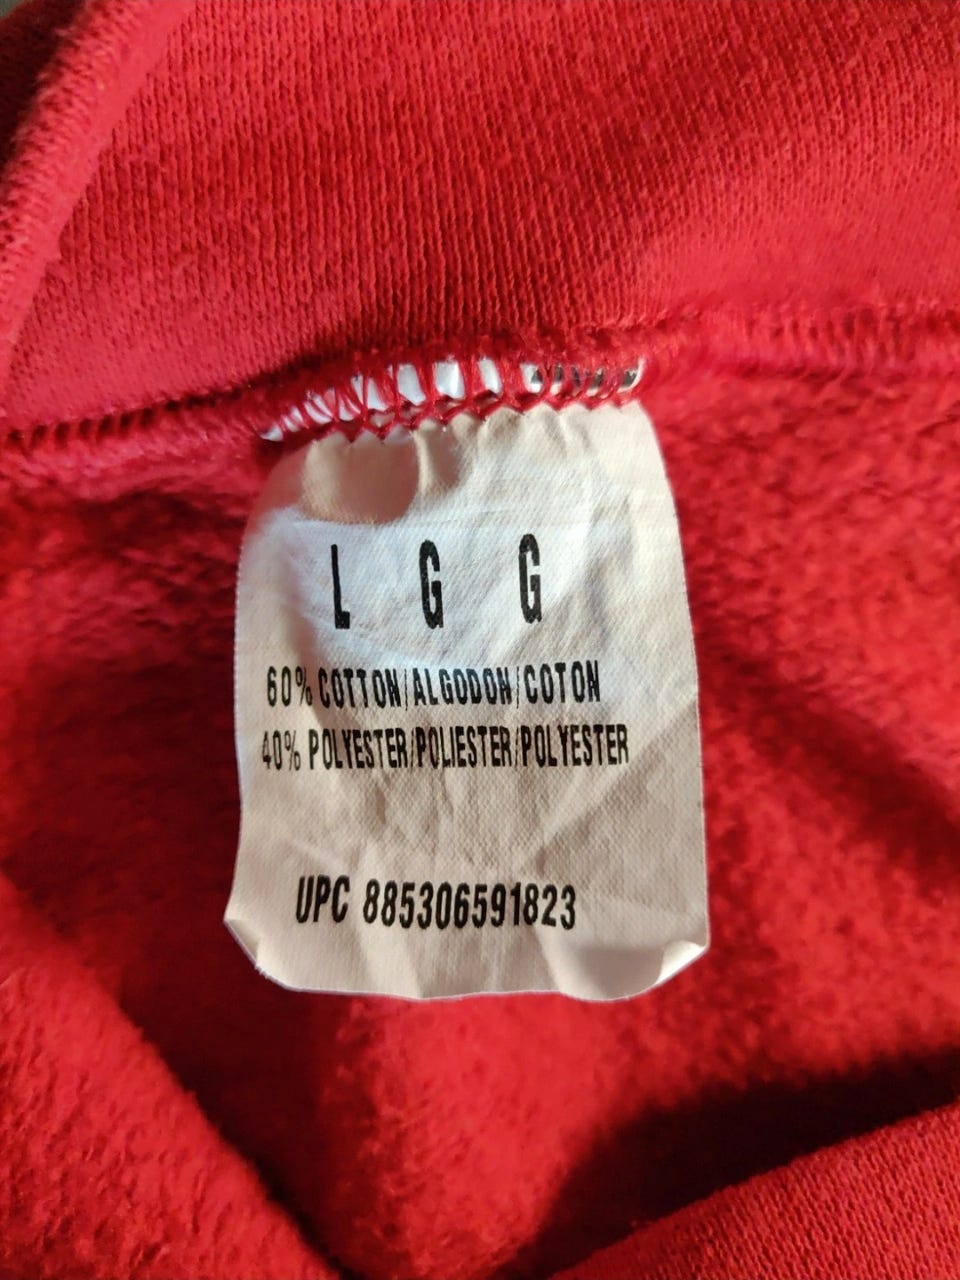 L G G
60% COTTON/ALGODON/COTON
40% POLYESTER/POLIESTER/POLYESTER
UPC 885306591823